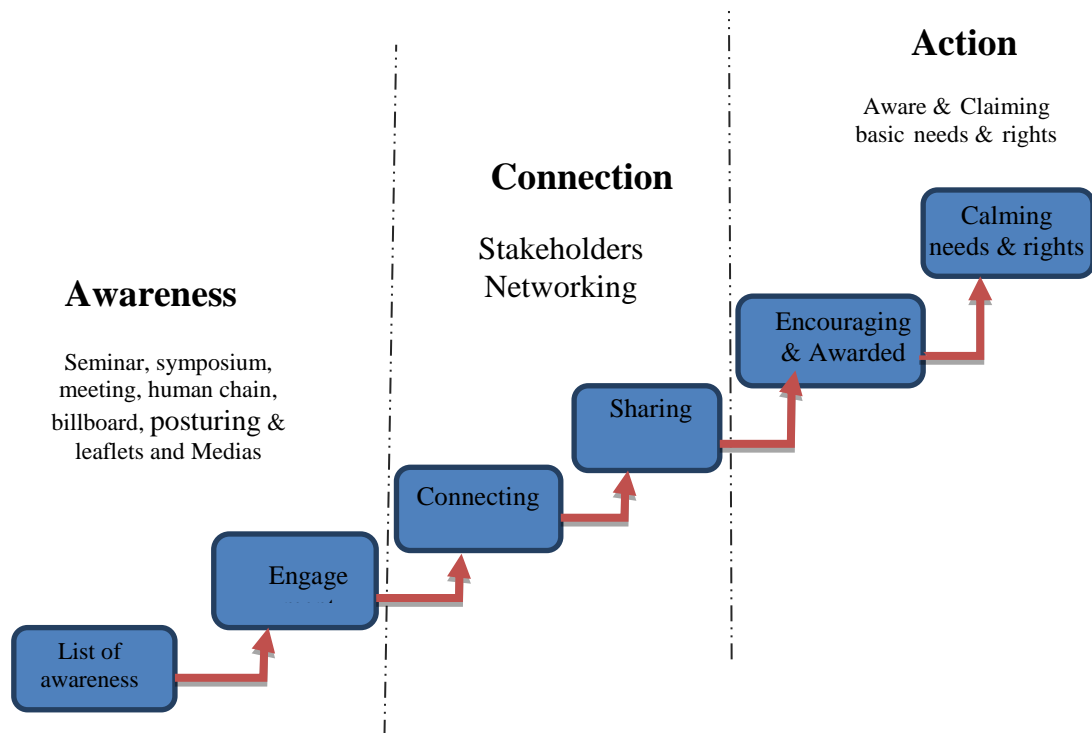 Action
Aware & Claiming
basic needs & rights
Connection
Stakeholders
Networking
Awareness
Seminar, symposium,
meeting, human chain,
billboard, posturing &
leaflets and Medias
Calming
needs & rights
Encouraging
& Awarded
Sharing
Connecting
Engage
List of
awareness